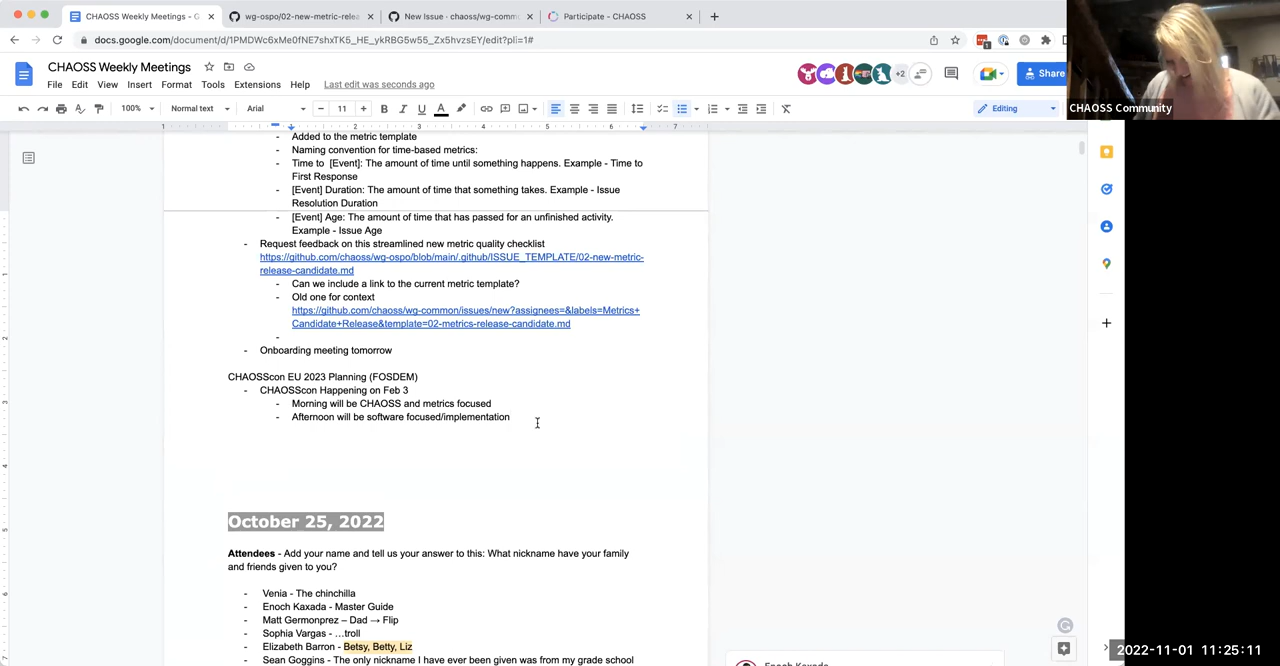 CHAOSS Weekly Meetings - G
wg-ospo/02-new-metric-relea
New Issue · chaoss/wg-commu
Participate - CHAOSS
docs.google.com/document/d/1PMDWc6xMe0fNE7shxTK5_HE_ykRBG5w55_Zx5hvzsEY/edit?pli=1#
CHAOSS Weekly Meetings
File Edit View Insert Format Tools Extensions Help Last edit was seconds ago
+2
Share
CHAOSS Community
100% Normal text Arial 11 Editing
1 2 3 4 5 6 7
- Added to the metric template
- Naming convention for time-based metrics:
- Time to [Event]: The amount of time until something happens. Example - Time to
First Response
- [Event] Duration: The amount of time that something takes. Example - Issue
Resolution Duration
- [Event] Age: The amount of time that has passed for an unfinished activity.
Example - Issue Age
- Request feedback on this streamlined new metric quality checklist
https://github.com/chaoss/wg-ospo/blob/main/.github/ISSUE_TEMPLATE/02-new-metric-
release-candidate.md
- Can we include a link to the current metric template?
- Old one for context
https://github.com/chaoss/wg-common/issues/new?assignees=&labels=Metrics+
Candidate+Release&template=02-metrics-release-candidate.md
-
- Onboarding meeting tomorrow
CHAOSScon EU 2023 Planning (FOSDEM)
- CHAOSScon Happening on Feb 3
- Morning will be CHAOSS and metrics focused
- Afternoon will be software focused/implementation
October 25, 2022
Attendees - Add your name and tell us your answer to this: What nickname have your family
and friends given to you?
- Venia - The chinchilla
- Enoch Kaxada - Master Guide
- Matt Germonprez – Dad → Flip
- Sophia Vargas - …troll
- Elizabeth Barron - Betsy, Betty, Liz
- Sean Goggins - The only nickname I have ever been given was from my grade school
Enoch Kaxada
2022-11-01 11:25:11